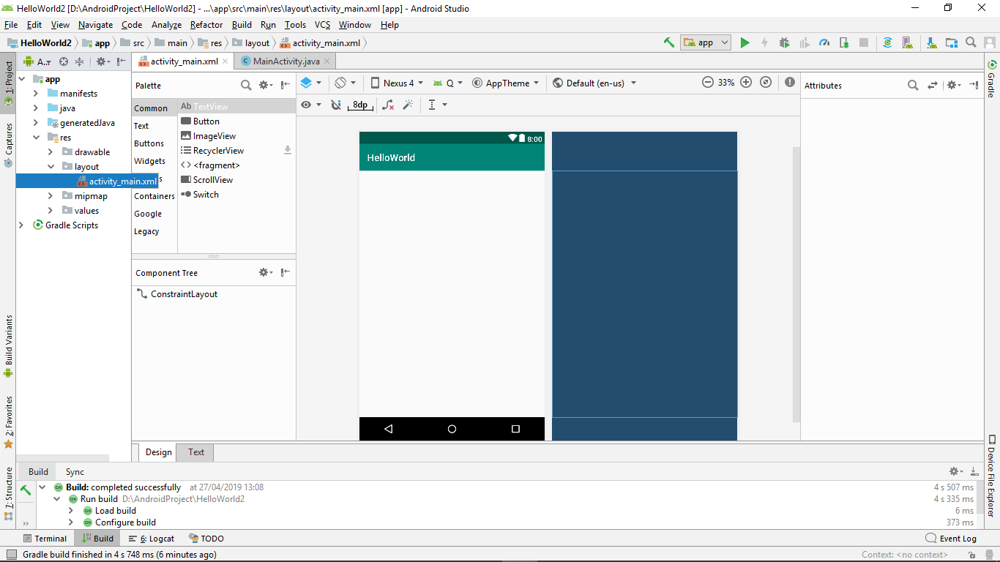 HelloWorld2 [D:\AndroidProject\HelloWorld2] - ...\app\src\main\res\layout\activity_main.xml [app] - Android Studio
File Edit View Navigate Code Analyze Refactor Build Run Tools VCS Window Help
HelloWorld2 app src main res layout activity_main.xml app
1: Project
Captures
Build Variants
2: Favorites
7: Structure
A...
app
manifests
java
generatedJava
res
drawable
layout
activity_main.xml
mipmap
values
Gradle Scripts
activity_main.xml MainActivity.java
Palette
Common
Text
Buttons
Widgets
s
Containers
Google
Legacy
Ab TextView
Button
ImageView
RecyclerView
<fragment>
ScrollView
Switch
Component Tree
ConstraintLayout
Nexus 4 Q AppTheme Default (en-us) 33%
8dp
8:00
HelloWorld
Attributes
Gradle
Device File Explorer
Design Text
Build Sync
Build: completed successfully at 27/04/2019 13:08 4 s 507 ms
Run build D:\AndroidProject\HelloWorld2 4 s 335 ms
Load build 6 ms
Configure build 373 ms
Terminal Build 6: Logcat TODO Event Log
Gradle build finished in 4 s 748 ms (6 minutes ago) Context: <no context>